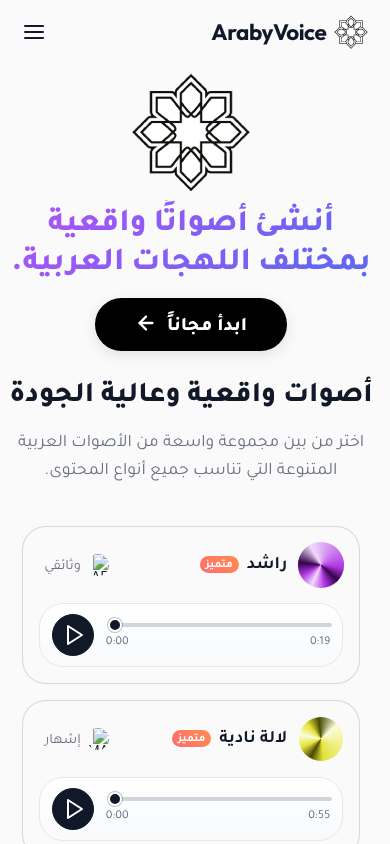 ArabyVoice
أنشئ أصواتًا واقعية
بمختلف اللهجات العربية.
ابدأ مجاناً
أصوات واقعية وعالية الجودة
اختر من بين مجموعة واسعة من الأصوات العربية
المتنوعة التي تناسب جميع أنواع المحتوى.
راشد متميز وثائقي
0:00 0:19
لالة نادية متميز إشهار
0:00 0:55